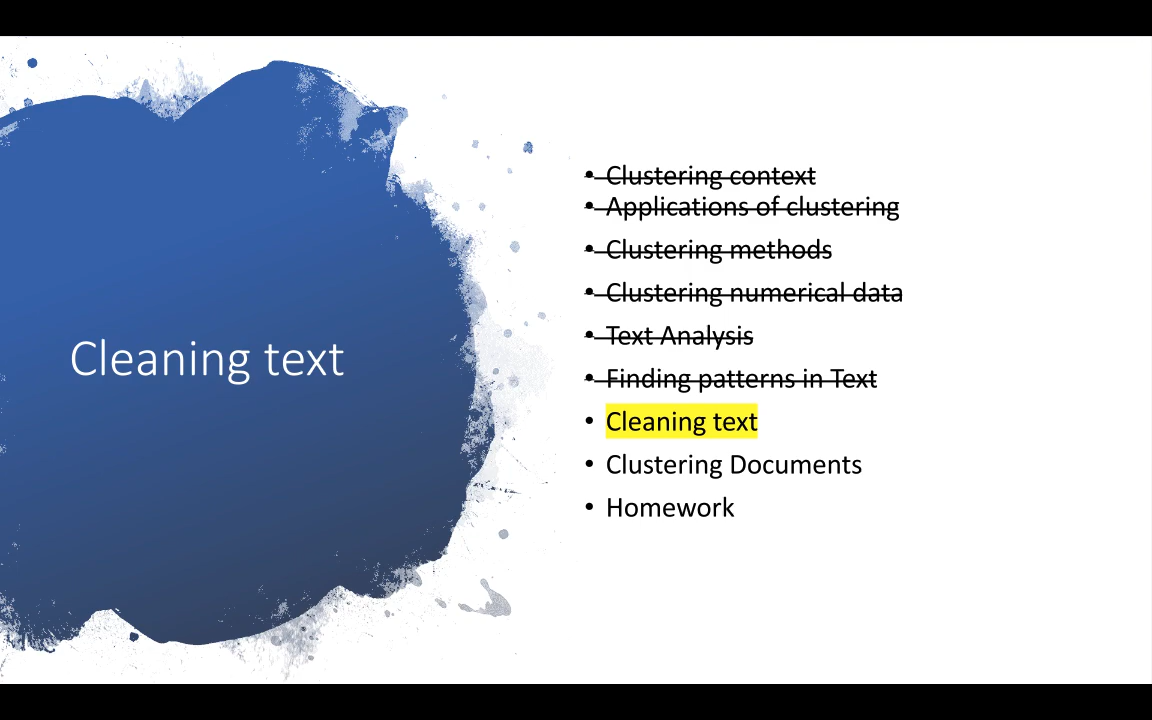 Cleaning text
• Clustering context
• Applications of clustering
• Clustering methods
• Clustering numerical data
• Text Analysis
• Finding patterns in Text
• Cleaning text
• Clustering Documents
• Homework